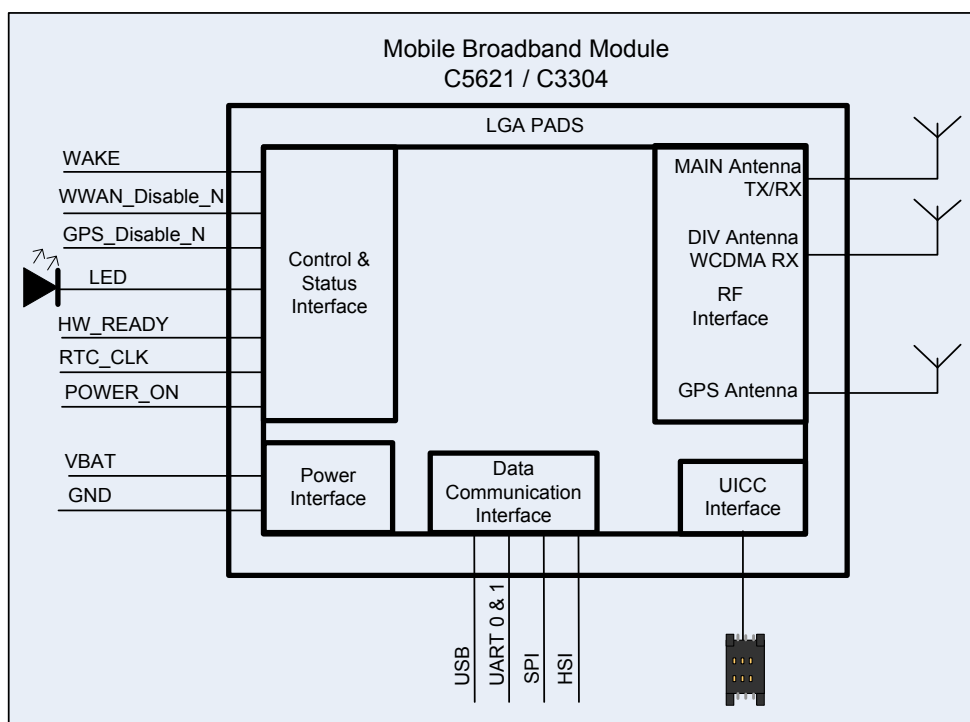 Mobile Broadband Module
C5621 / C3304
LGA PADS
WAKE
WWAN_Disable_N
GPS_Disable_N
LED
HW_READY
RTC_CLK
POWER_ON
VBAT
GND
Control &
Status
Interface
Power
Interface
Data
Communication
Interface
UICC
Interface
MAIN Antenna
TX/RX
DIV Antenna
WCDMA RX
RF
Interface
GPS Antenna
USB
UART 0 & 1
SPI
HSI